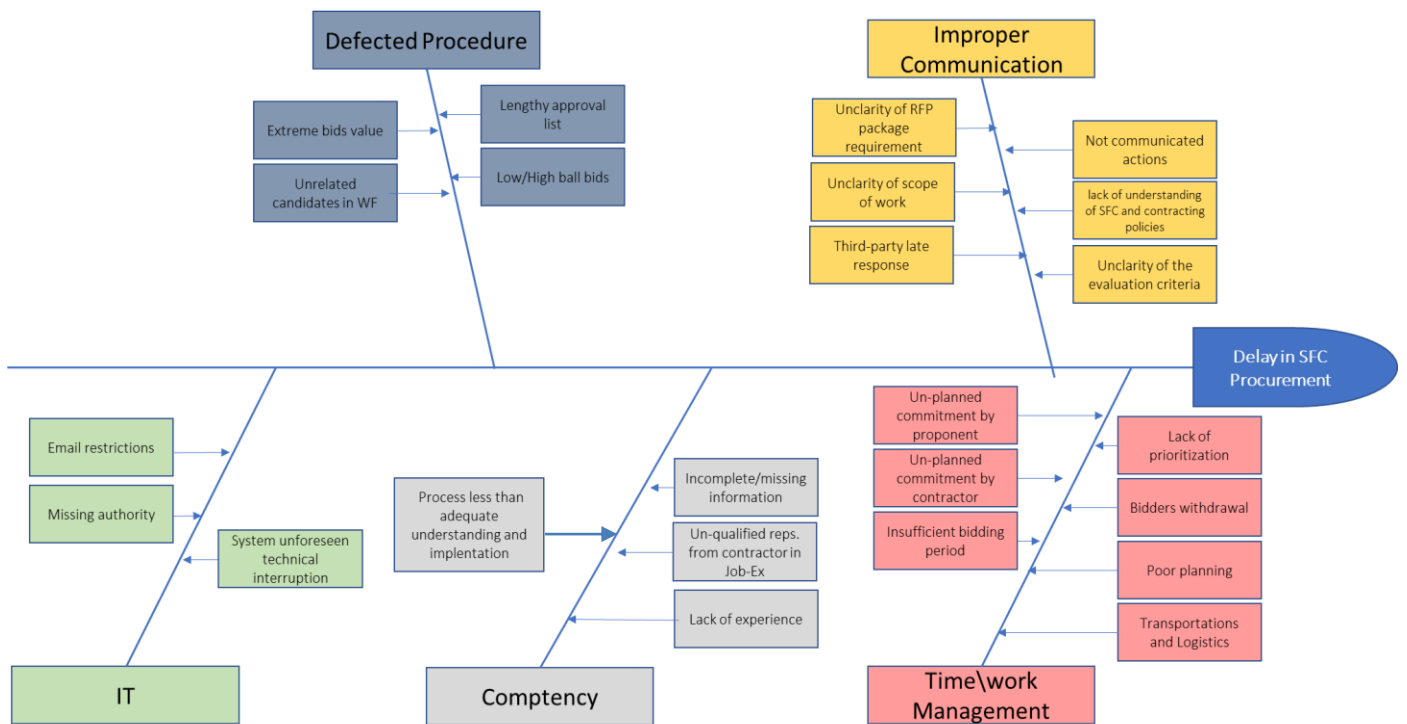 Defected Procedure
Improper
Communication
Extreme bids value
Lengthy approval
list
Unrelated
candidates in WF
Low/High ball bids
Unclarity of RFP
package
requirement
Not communicated
actions
Unclarity of scope
of work
lack of understanding
of SFC and contracting
policies
Third-party late
response
Unclarity of the
evaluation criteria
Delay in SFC
Procurement
Email restrictions
Missing authority
System unforeseen
technical
interruption
Process less than
adequate
understanding and
implentation
Incomplete/missing
information
Un-qualified reps.
from contractor in
Job-Ex
Lack of experience
Un-planned
commitment by
proponent
Lack of
prioritization
Un-planned
commitment by
contractor
Bidders withdrawal
Insufficient bidding
period
Poor planning
Transportations
and Logistics
IT
Comptency
Time\work
Management